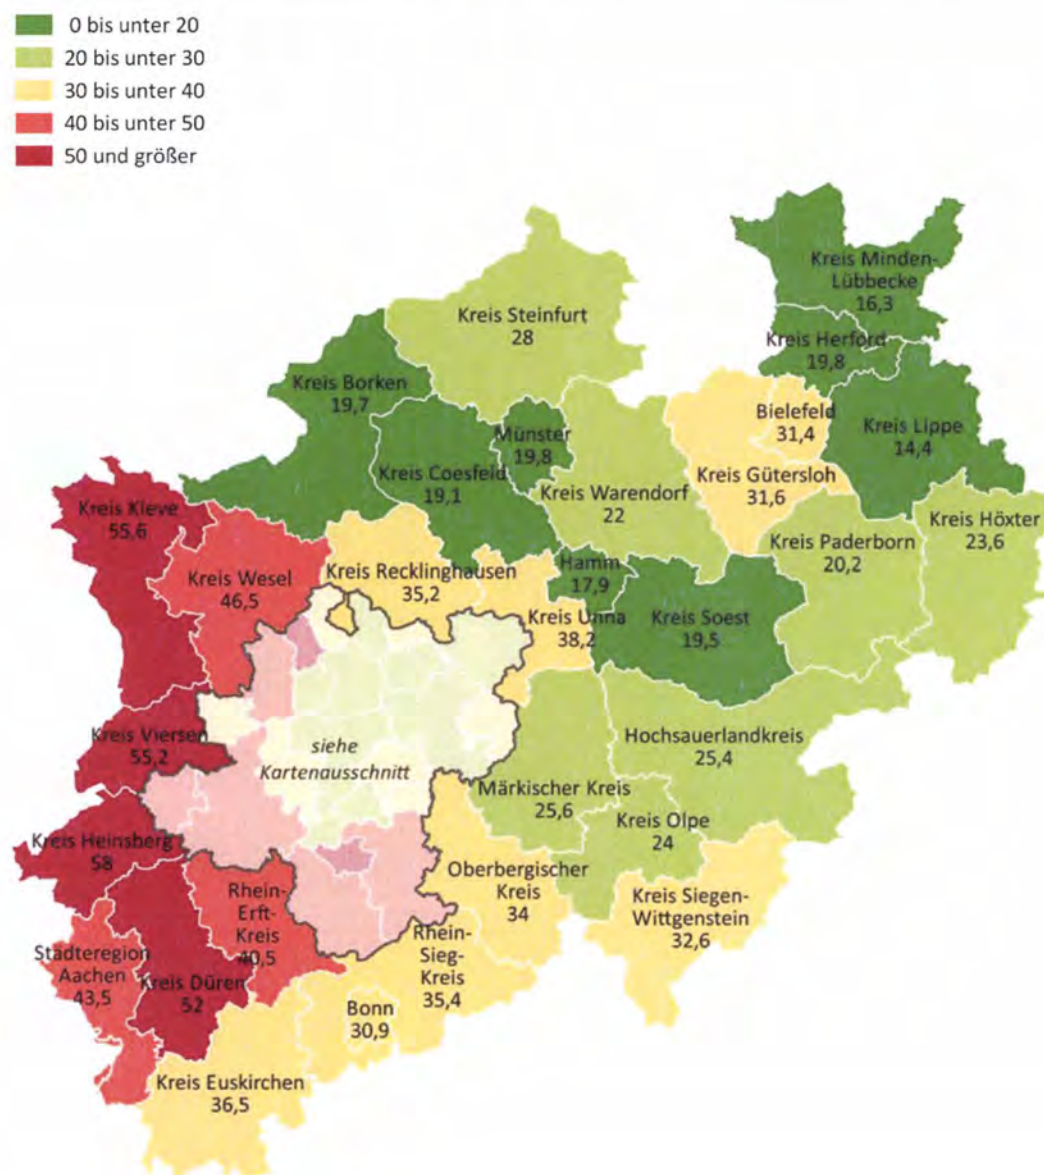 0 bis unter 20
20 bis unter 30
30 bis unter 40
40 bis unter 50
50 und größer
Kreis Minden-
Lübbecke
16,3
Kreis Steinfurt
28
Kreis Herford
19,8
Kreis Borken
19,7
Bielefeld
31,4
Kreis Lippe
14,4
Münster
19,8
Kreis Coesfeld
19,1
Kreis Gütersloh
31,6
Kreis Warendorf
22
Kreis Kleve
55,6
Kreis Höxter
23,6
Kreis Paderborn
20,2
Kreis Recklinghausen
35,2
Hamm
17,9
Kreis Wesel
46,5
Kreis Unna
38,2
Kreis Soest
19,5
Kreis Viersen
55,2
siehe
Kartenausschnitt
Hochsauerlandkreis
25,4
Märkischer Kreis
25,6
Kreis Olpe
24
Kreis Heinsberg
58
Oberbergischer
Kreis
34
Rhein-
Erft-
Kreis
40,5
Kreis Siegen-
Wittgenstein
32,6
Rhein-
Sieg-
Kreis
35,4
Städteregion
Aachen
43,5
Kreis Düren
52
Bonn
30,9
Kreis Euskirchen
36,5